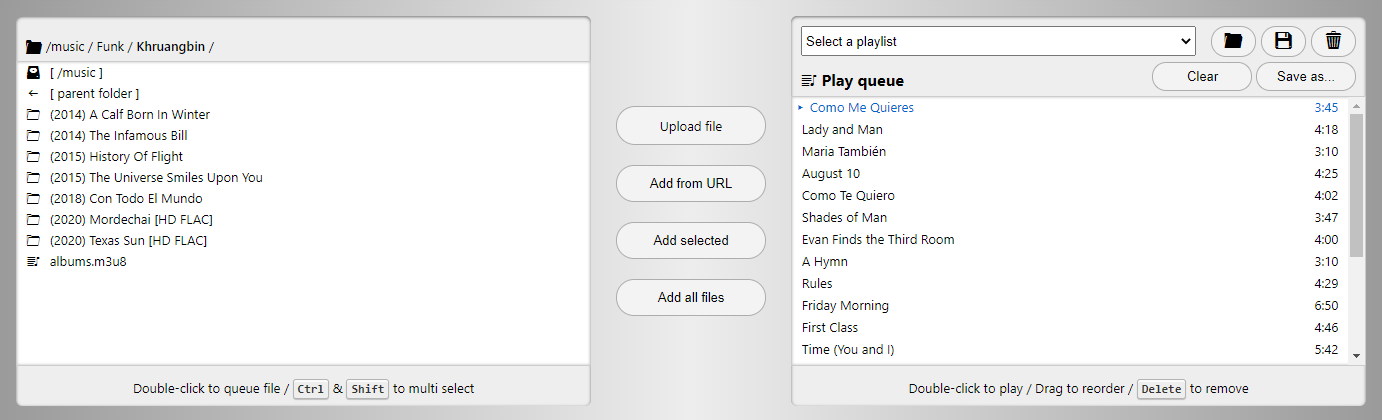 /music / Funk / Khruangbin /
[ /music ]
[ parent folder ]
(2014) A Calf Born In Winter
(2014) The Infamous Bill
(2015) History Of Flight
(2015) The Universe Smiles Upon You
(2018) Con Todo El Mundo
(2020) Mordechai [HD FLAC]
(2020) Texas Sun [HD FLAC]
albums.m3u8
Double-click to queue file / Ctrl & Shift to multi select
Upload file
Add from URL
Add selected
Add all files
Select a playlist
Play queue
Clear
Save as...
Como Me Quieres 3:45
Lady and Man 4:18
Maria También 3:10
August 10 4:25
Como Te Quiero 4:02
Shades of Man 3:47
Evan Finds the Third Room 4:00
A Hymn 3:10
Rules 4:29
Friday Morning 6:50
First Class 4:46
Time (You and I) 5:42
Double-click to play / Drag to reorder / Delete to remove